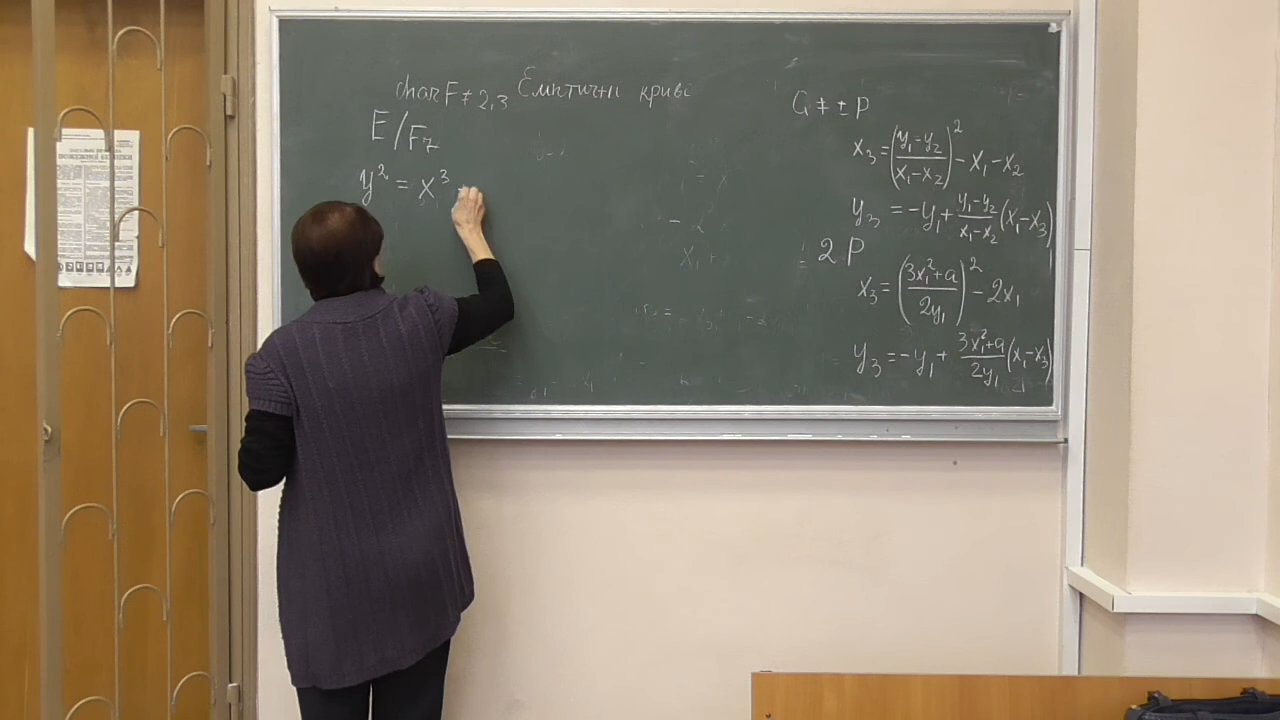 char F ≠ 2,3 Еліптичні криві
E/F₇
y² = x³
Q ≠ ± P
x₃ = ((y₁-y₂)/(x₁-x₂))² - x₁ - x₂
y₃ = -y₁ + (y₁-y₂)/(x₁-x₂) (x₁-x₃)
2P
x₃ = ((3x₁²+a)/(2y₁))² - 2x₁
y₃ = -y₁ + (3x₁²+a)/(2y₁) (x₁-x₃)